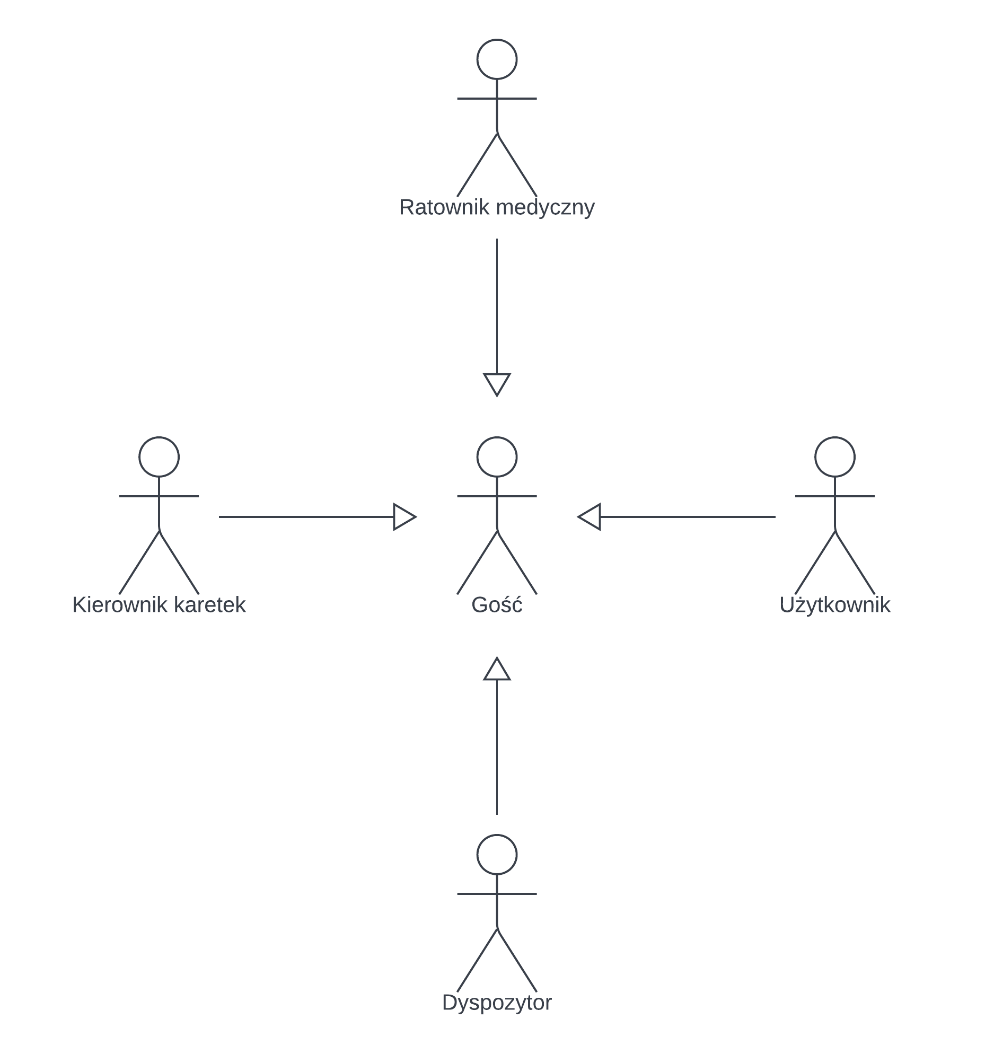 Ratownik medyczny
Kierownik karetek
Gość
Użytkownik
Dyspozytor